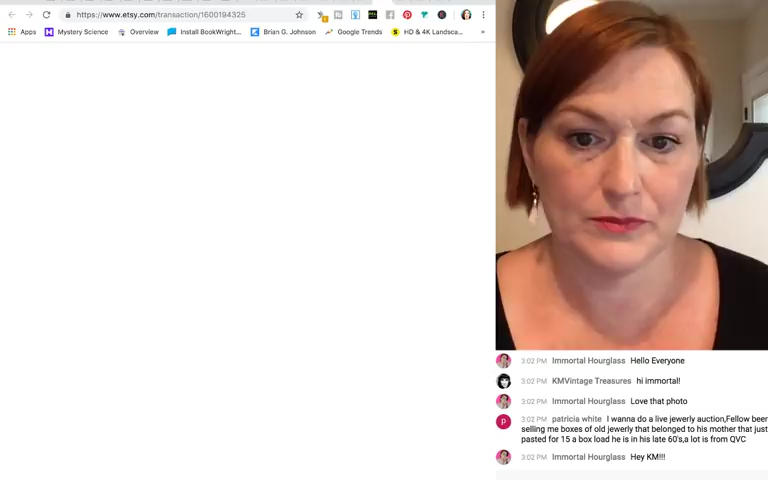 https://www.etsy.com/transaction/1600194325
Apps Mystery Science Overview Install BookWright... Brian G. Johnson Google Trends HD & 4K Landsca... »
3:02 PM Immortal Hourglass Hello Everyone
3:02 PM KMVintage Treasures hi immortal!
3:02 PM Immortal Hourglass Love that photo
3:02 PM patricia white I wanna do a live jewerly auction,Fellow been
selling me boxes of old jewerly that belonged to his mother that just
pasted for 15 a box load he is in his late 60's,a lot is from QVC
3:02 PM Immortal Hourglass Hey KM!!!